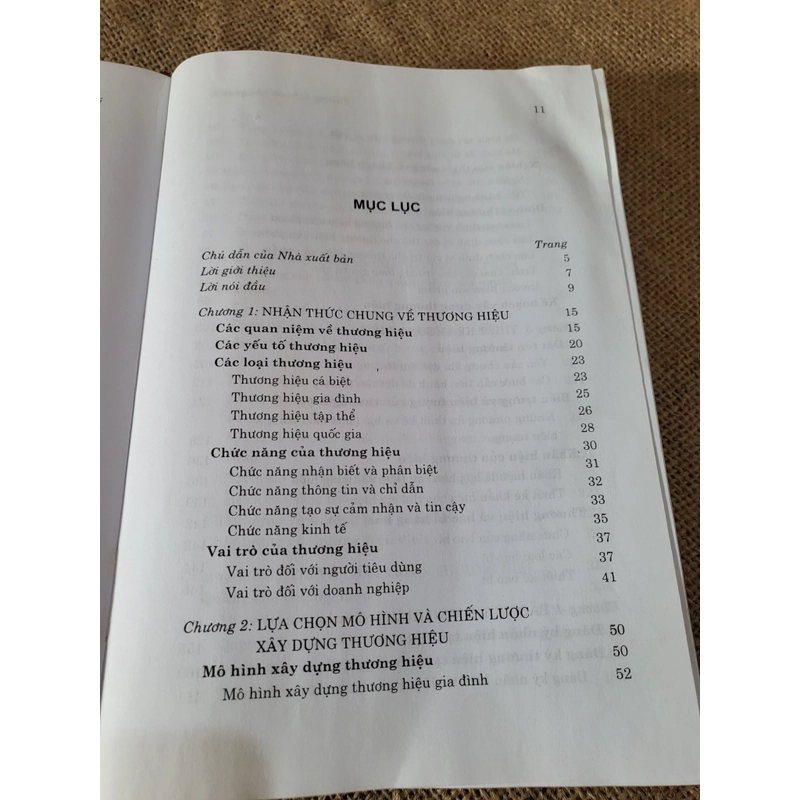 11
MỤC LỤC
Trang
Chú dẫn của Nhà xuất bản 5
Lời giới thiệu 7
Lời nói đầu 9
Chương 1: NHẬN THỨC CHUNG VỀ THƯƠNG HIỆU 15
Các quan niệm về thương hiệu 15
Các yếu tố thương hiệu 20
Các loại thương hiệu 23
Thương hiệu cá biệt 23
Thương hiệu gia đình 25
Thương hiệu tập thể 26
Thương hiệu quốc gia 28
Chức năng của thương hiệu 30
Chức năng nhận biết và phân biệt 31
Chức năng thông tin và chỉ dẫn 32
Chức năng tạo sự cảm nhận và tin cậy 33
Chức năng kinh tế 35
Vai trò của thương hiệu 37
Vai trò đối với người tiêu dùng 37
Vai trò đối với doanh nghiệp 41
Chương 2: LỰA CHỌN MÔ HÌNH VÀ CHIẾN LƯỢC
XÂY DỰNG THƯƠNG HIỆU 50
Mô hình xây dựng thương hiệu 50
Mô hình xây dựng thương hiệu gia đình 52